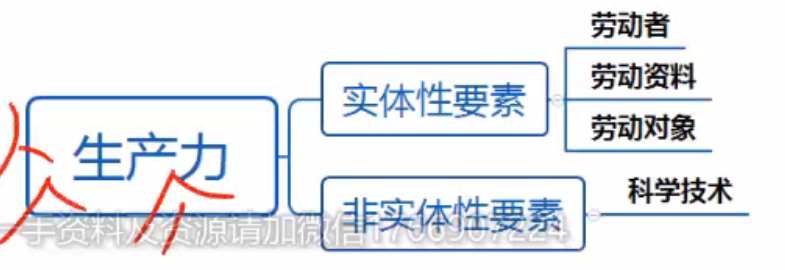 劳动者
实体性要素
劳动资料
劳动对象
生产力
科学技术
非实体性要素
一手资料及资源请加微信